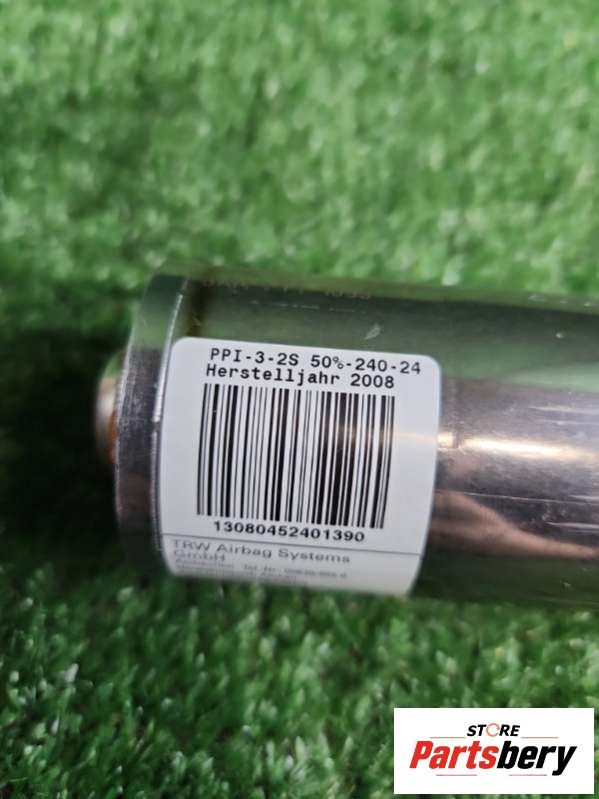 PPI-3-2S 50%-240-24
Herstelljahr 2008
13080452401390
TRW Airbag Systems
GmbH
STORE
Partsbery